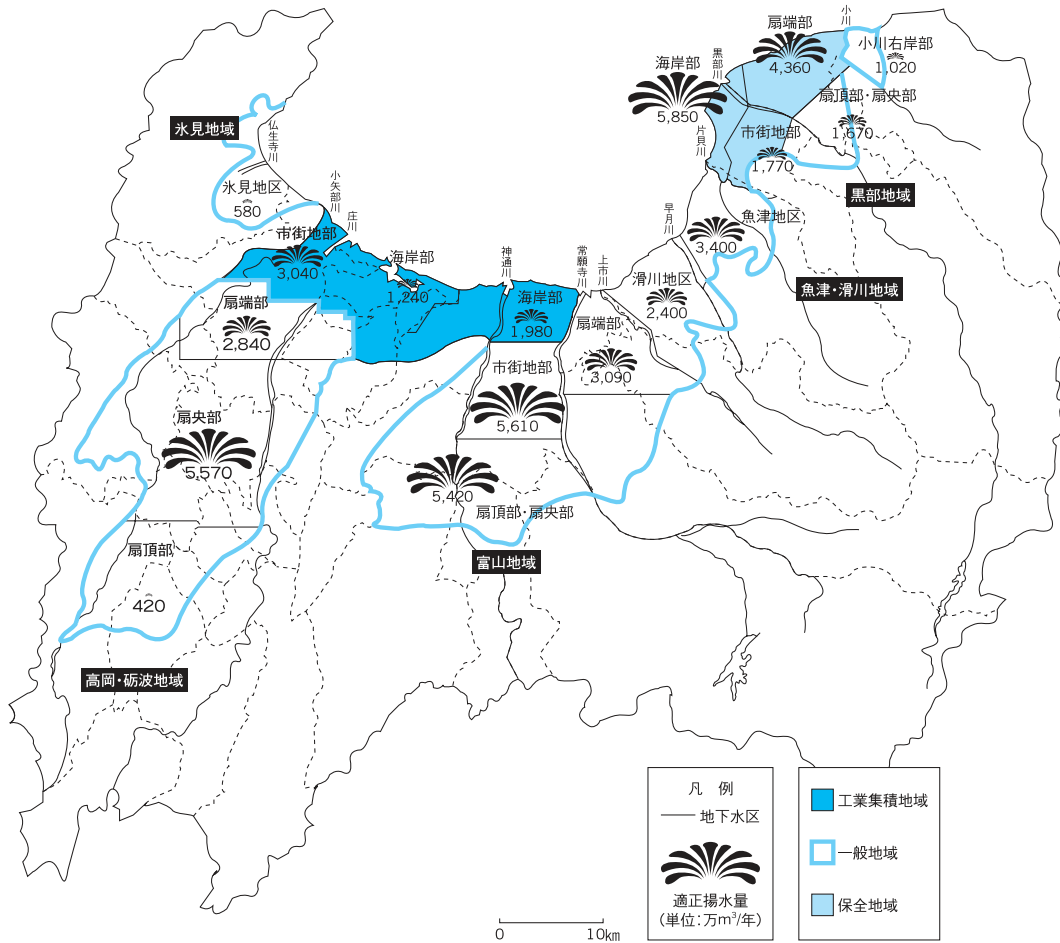 小川
扇端部
4,360
小川右岸部
1,020
海岸部
5,850
黒部川
扇頂部・扇央部
1,670
市街地部
1,770
片貝川
黒部地域
氷見地域
仏生寺川
氷見地区
580
小矢部川
庄川
市街地部
3,040
海岸部
1,240
神通川
海岸部
1,980
常願寺川
上市川
早月川
魚津地区
3,400
滑川地区
2,400
魚津・滑川地域
扇端部
2,840
扇端部
3,090
市街地部
5,610
扇央部
5,570
5,420
扇頂部・扇央部
富山地域
扇頂部
420
高岡・砺波地域
凡 例
地下水区
適正揚水量
(単位:万m³/年)
工業集積地域
一般地域
保全地域
0 10km